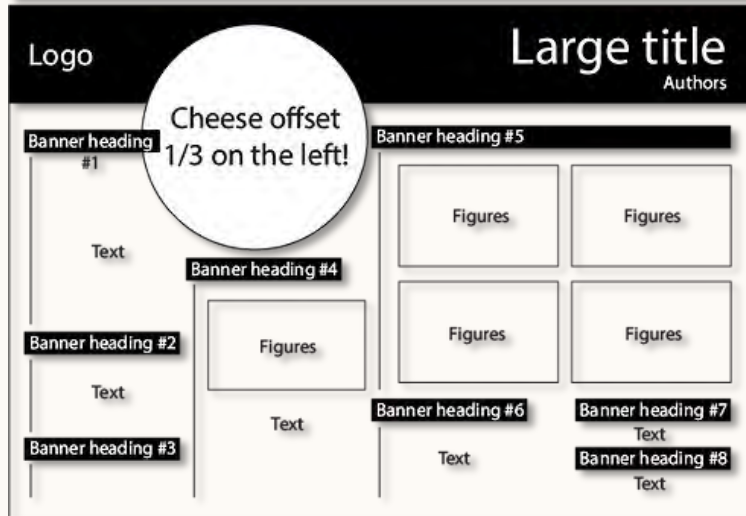 Logo
Large title
Authors
Cheese offset
1/3 on the left!
Banner heading
#1
Text
Banner heading #2
Text
Banner heading #3
Banner heading #4
Figures
Text
Banner heading #5
Figures
Figures
Figures
Figures
Banner heading #6
Text
Banner heading #7
Text
Banner heading #8
Text